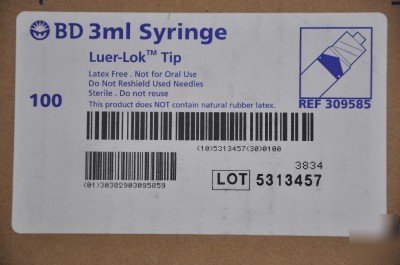 BD 3ml Syringe
Luer-Lok™ Tip
Latex Free . Not for Oral Use
Do Not Reshield Used Needles
Sterile . Do not reuse
This product does NOT contain natural rubber latex.
100
REF 309585
(10)5313457(30)0100
3834
LOT 5313457
(01)30382903095859